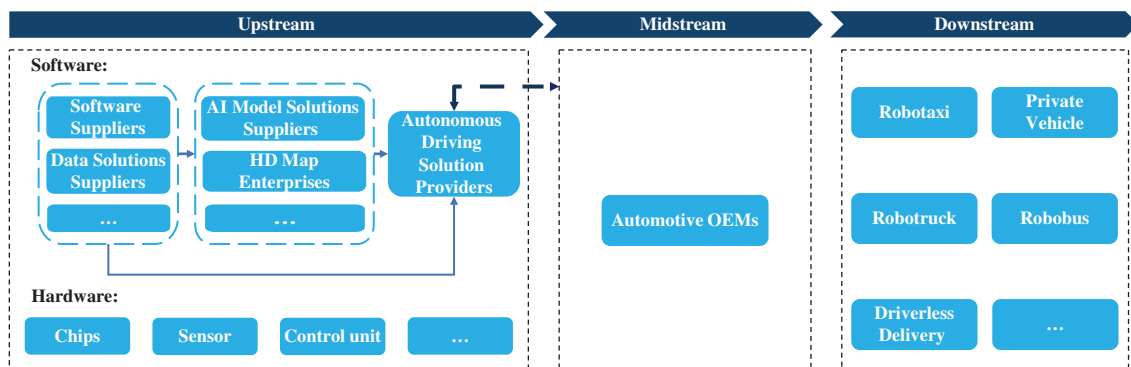 Upstream
Midstream
Downstream
Software:
Software
Suppliers
Data Solutions
Suppliers
…
AI Model Solutions
Suppliers
HD Map
Enterprises
…
Autonomous
Driving
Solution
Providers
Hardware:
Chips
Sensor
Control unit
…
Automotive OEMs
Robotaxi
Private
Vehicle
Robotruck
Robobus
Driverless
Delivery
…